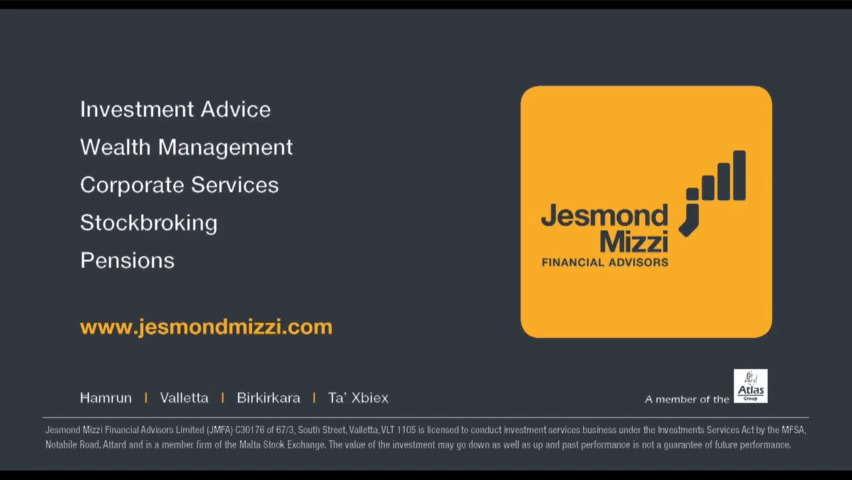 Investment Advice
Wealth Management
Corporate Services
Stockbroking
Pensions
www.jesmondmizzi.com
Jesmond
Mizzi
FINANCIAL ADVISORS
Hamrun | Valletta | Birkirkara | Ta' Xbiex
A member of the
Atlas
Group
Jesmond Mizzi Financial Advisors Limited (JMFA) C30176 of 67/3, South Street, Valletta, VLT 1105 is licensed to conduct investment services business under the Investments Services Act by the MFSA,
Notabile Road, Attard and is a member firm of the Malta Stock Exchange. The value of the investment may go down as well as up and past performance is not a guarantee of future performance.